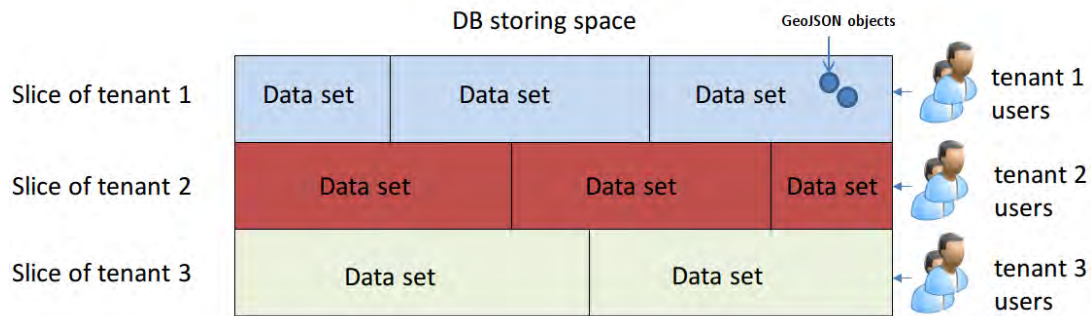 DB storing space
GeoJSON objects
Slice of tenant 1
Data set
Data set
Data set
tenant 1
users
Slice of tenant 2
Data set
Data set
Data set
tenant 2
users
Slice of tenant 3
Data set
Data set
tenant 3
users